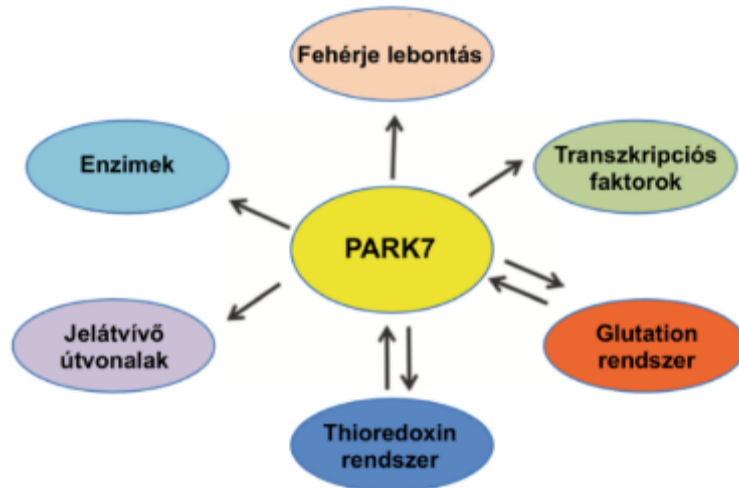 Fehérje lebontás
Enzimek
Transzkripciós
faktorok
PARK7
Jelátvívő
útvonalak
Glutation
rendszer
Thioredoxin
rendszer